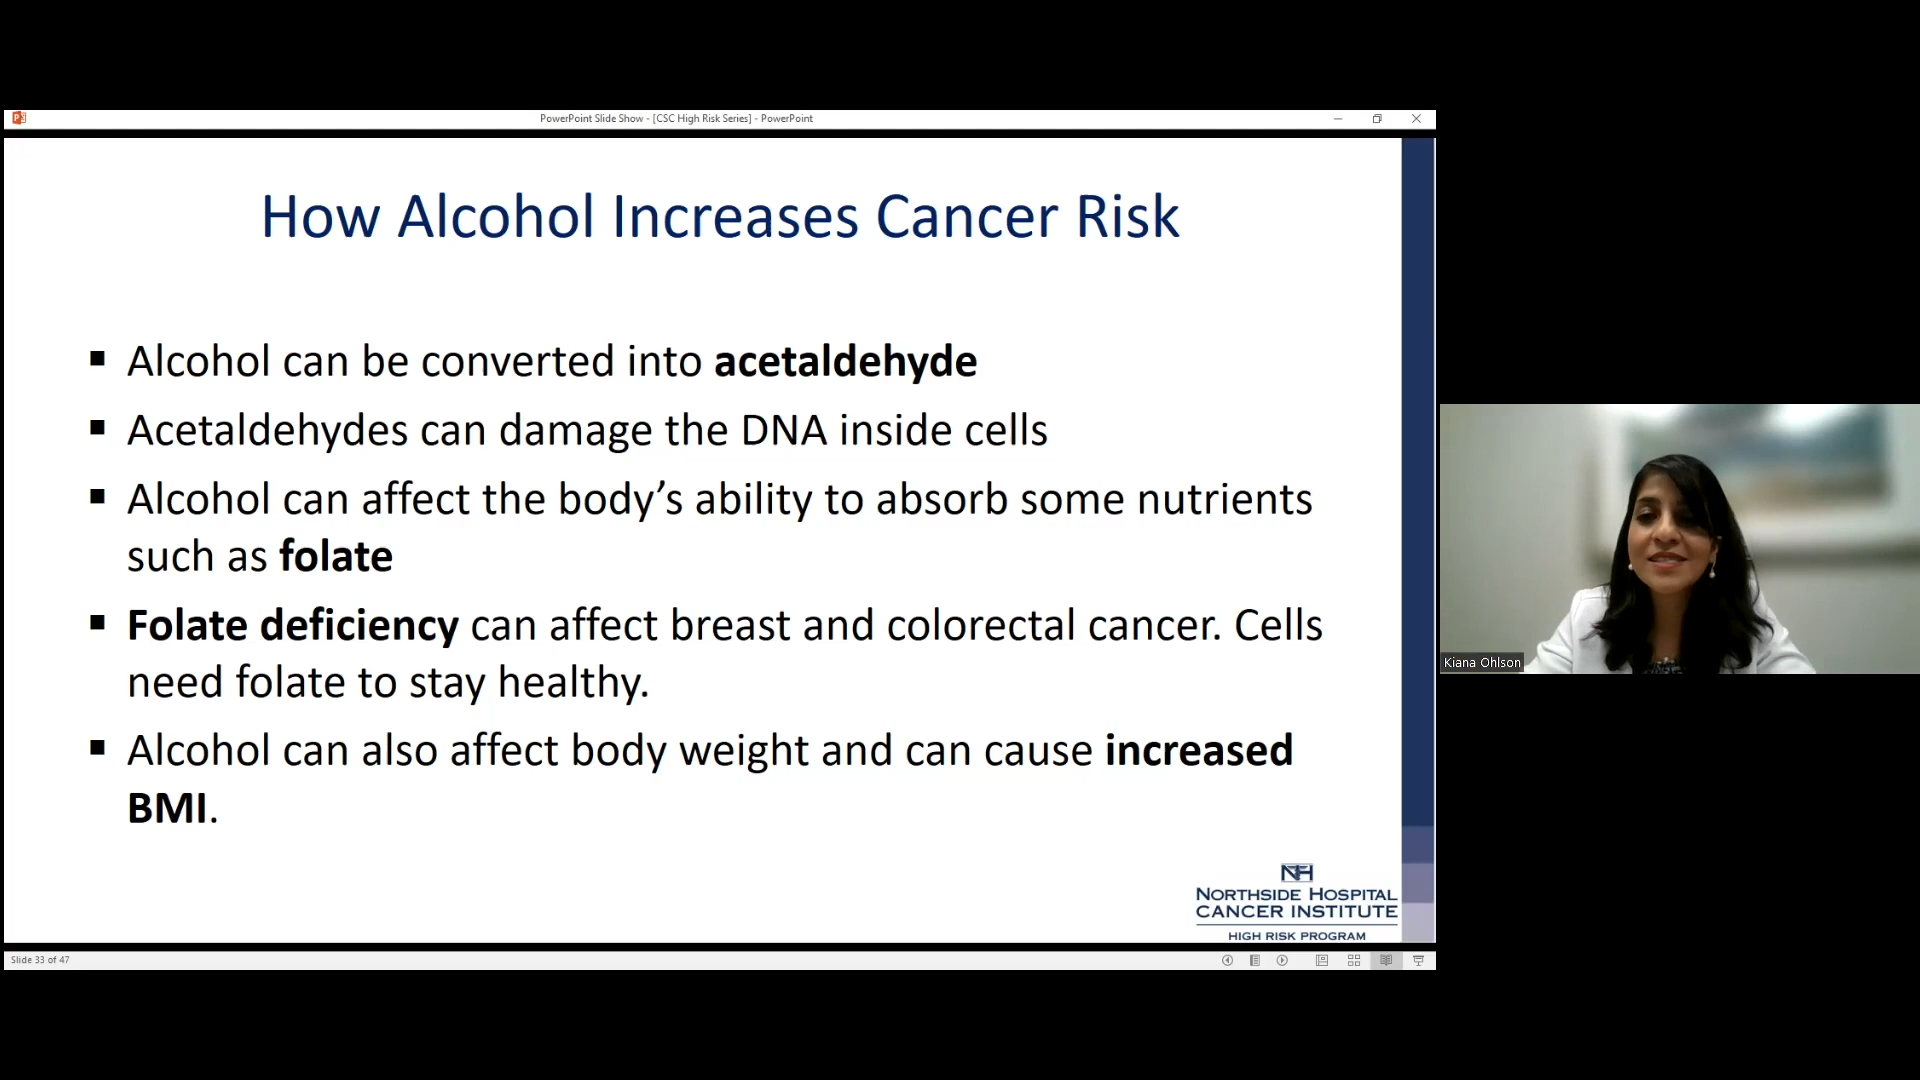 PowerPoint Slide Show - [CSC High Risk Series] - PowerPoint
How Alcohol Increases Cancer Risk
▪ Alcohol can be converted into acetaldehyde
▪ Acetaldehydes can damage the DNA inside cells
▪ Alcohol can affect the body’s ability to absorb some nutrients
such as folate
▪ Folate deficiency can affect breast and colorectal cancer. Cells
need folate to stay healthy.
▪ Alcohol can also affect body weight and can cause increased
BMI.
NH
NORTHSIDE HOSPITAL
CANCER INSTITUTE
HIGH RISK PROGRAM
Slide 33 of 47
Kiana Ohlson